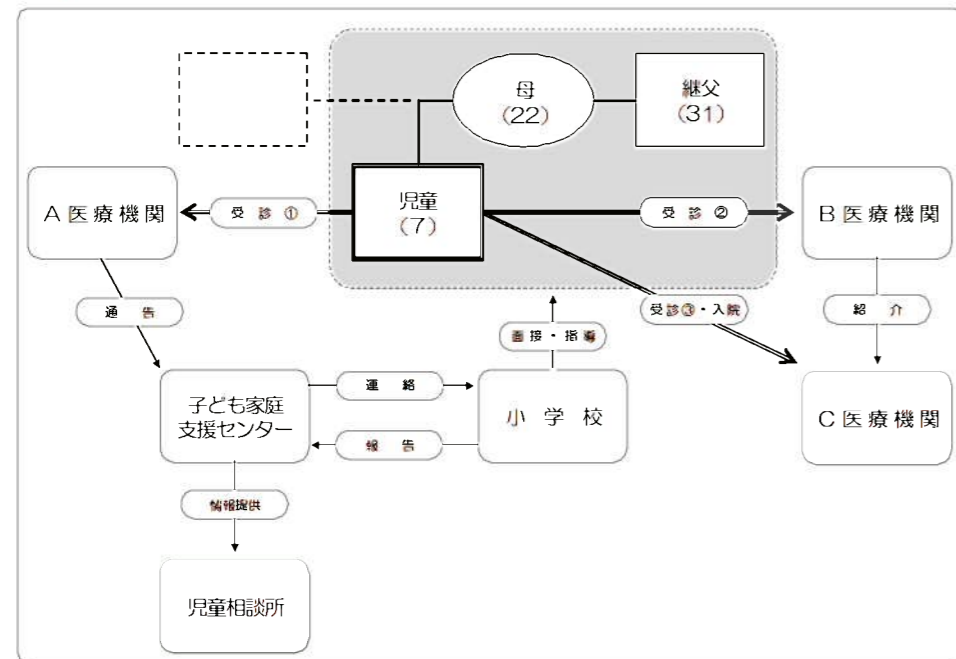 母
(22)
継父
(31)
児童
(7)
A医療機関
受診①
受診②
B医療機関
通告
面接・指導
受診③・入院
紹介
子ども家庭
支援センター
連絡
報告
小学校
C医療機関
情報提供
児童相談所